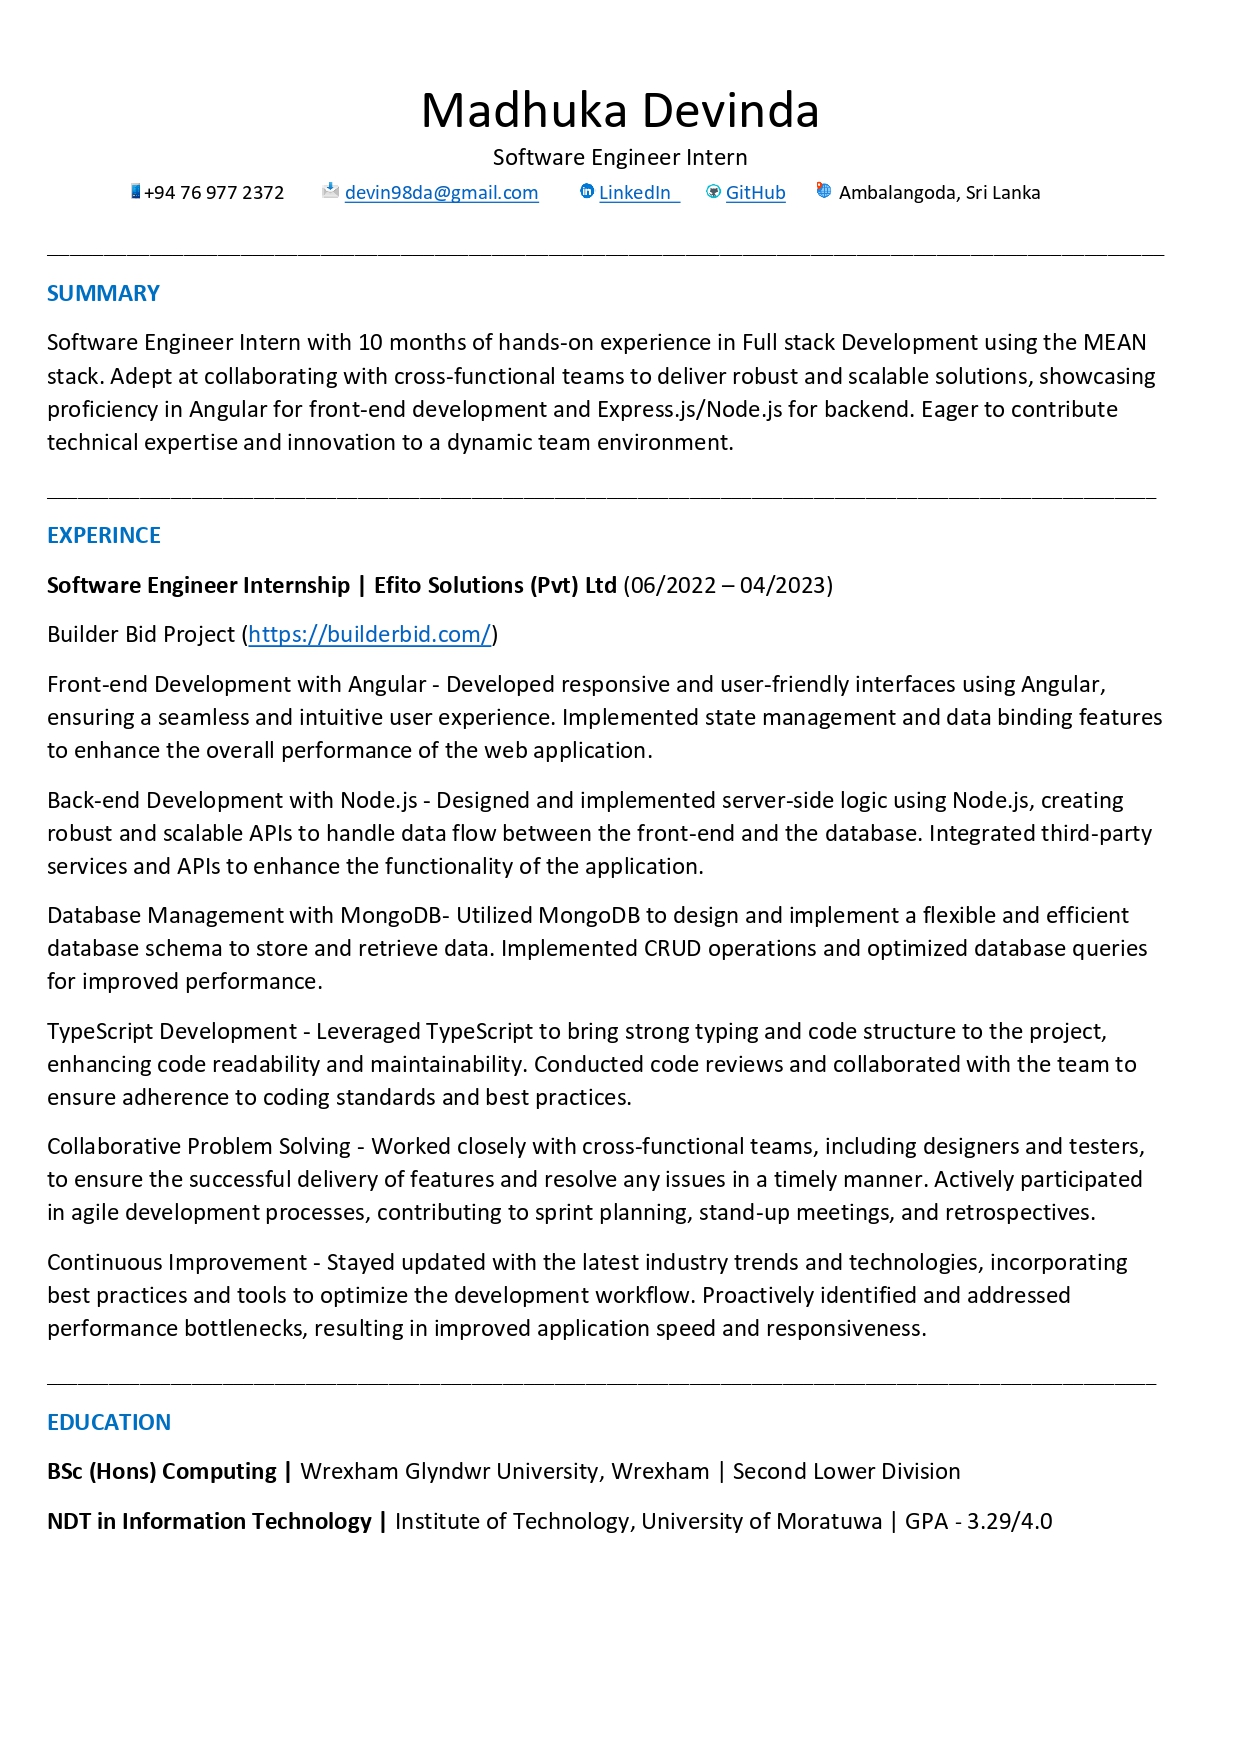 Madhuka Devinda
Software Engineer Intern
+94 76 977 2372 devin98da@gmail.com LinkedIn GitHub Ambalangoda, Sri Lanka
SUMMARY
Software Engineer Intern with 10 months of hands-on experience in Full stack Development using the MEAN
stack. Adept at collaborating with cross-functional teams to deliver robust and scalable solutions, showcasing
proficiency in Angular for front-end development and Express.js/Node.js for backend. Eager to contribute
technical expertise and innovation to a dynamic team environment.
EXPERINCE
Software Engineer Internship | Efito Solutions (Pvt) Ltd (06/2022 – 04/2023)
Builder Bid Project (https://builderbid.com/)
Front-end Development with Angular - Developed responsive and user-friendly interfaces using Angular,
ensuring a seamless and intuitive user experience. Implemented state management and data binding features
to enhance the overall performance of the web application.
Back-end Development with Node.js - Designed and implemented server-side logic using Node.js, creating
robust and scalable APIs to handle data flow between the front-end and the database. Integrated third-party
services and APIs to enhance the functionality of the application.
Database Management with MongoDB- Utilized MongoDB to design and implement a flexible and efficient
database schema to store and retrieve data. Implemented CRUD operations and optimized database queries
for improved performance.
TypeScript Development - Leveraged TypeScript to bring strong typing and code structure to the project,
enhancing code readability and maintainability. Conducted code reviews and collaborated with the team to
ensure adherence to coding standards and best practices.
Collaborative Problem Solving - Worked closely with cross-functional teams, including designers and testers,
to ensure the successful delivery of features and resolve any issues in a timely manner. Actively participated
in agile development processes, contributing to sprint planning, stand-up meetings, and retrospectives.
Continuous Improvement - Stayed updated with the latest industry trends and technologies, incorporating
best practices and tools to optimize the development workflow. Proactively identified and addressed
performance bottlenecks, resulting in improved application speed and responsiveness.
EDUCATION
BSc (Hons) Computing | Wrexham Glyndwr University, Wrexham | Second Lower Division
NDT in Information Technology | Institute of Technology, University of Moratuwa | GPA - 3.29/4.0